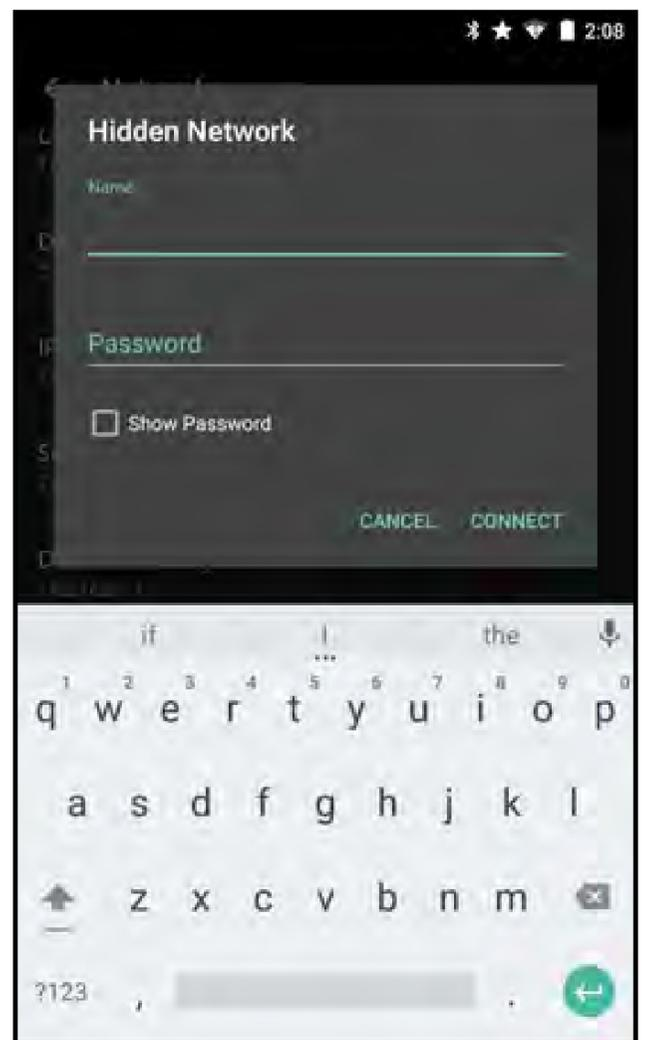 2:08
Hidden Network
Name
Password
Show Password
CANCEL CONNECT
if I the
1 2 3 4 5 6 7 8 9 0
q w e r t y u i o p
a s d f g h j k l
z x c v b n m
?123 , .